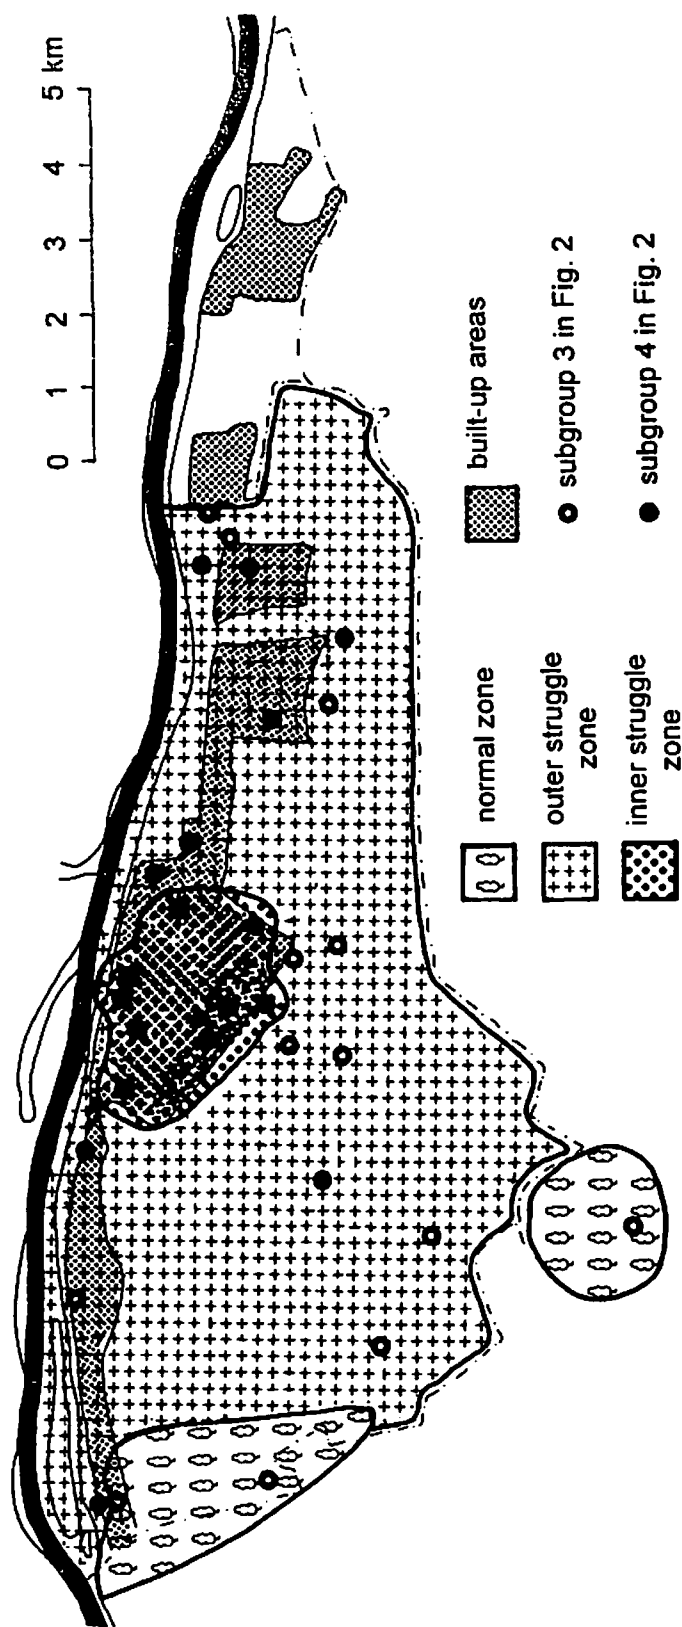 0 1 2 3 4 5 km
normal zone
outer struggle
zone
inner struggle
zone
built-up areas
subgroup 3 in Fig. 2
subgroup 4 in Fig. 2